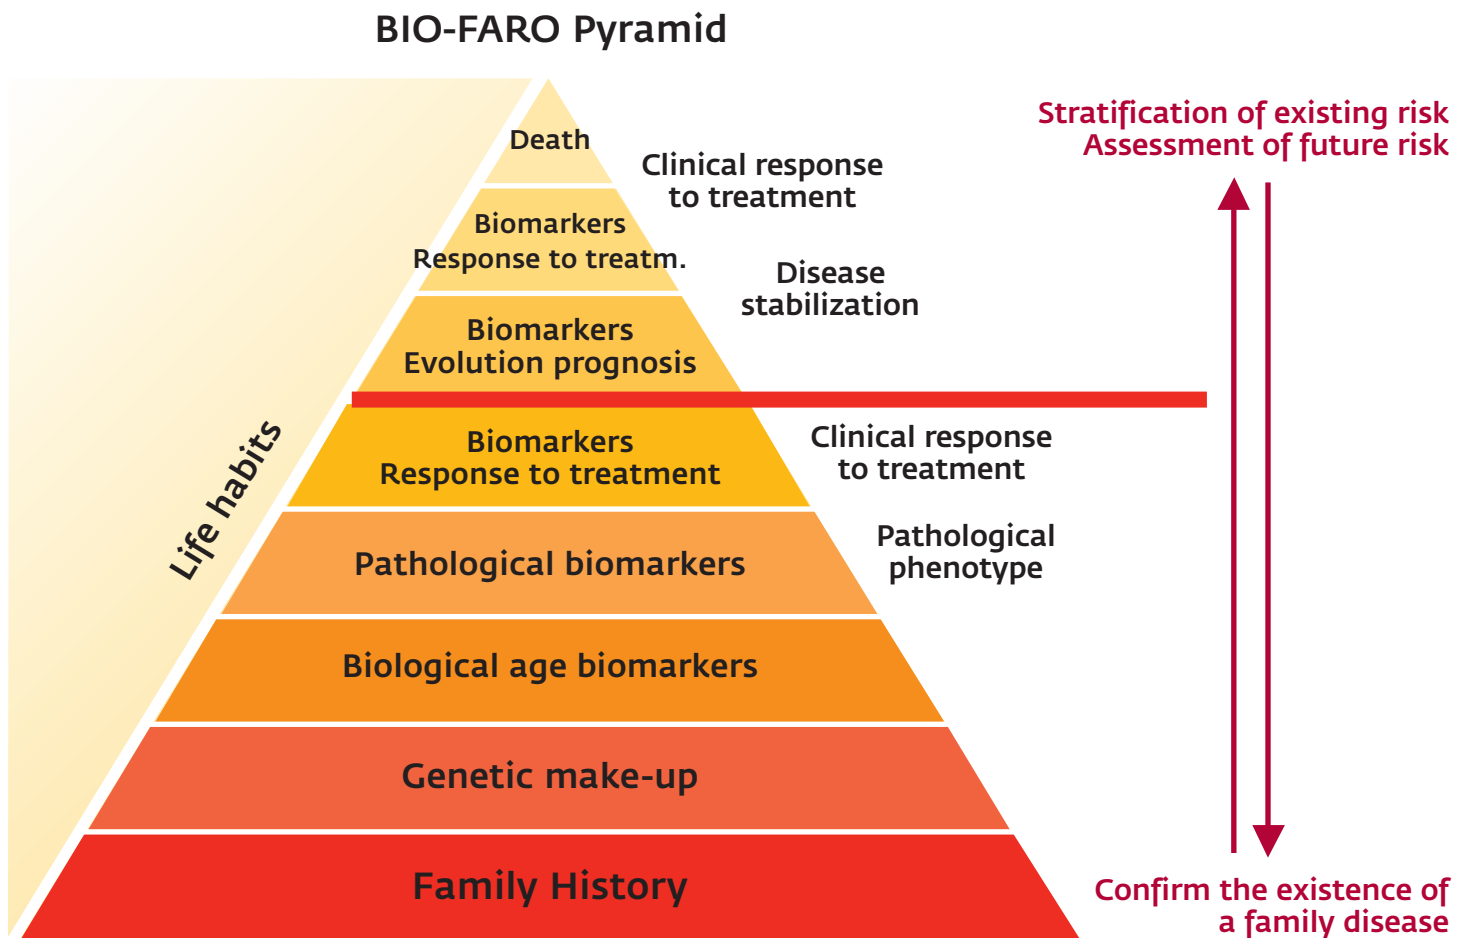 BIO-FARO Pyramid
Death
Clinical response
to treatment
Biomarkers
Response to treatm.
Disease
stabilization
Biomarkers
Evolution prognosis
Biomarkers
Response to treatment
Clinical response
to treatment
Pathological biomarkers
Pathological
phenotype
Biological age biomarkers
Genetic make-up
Family History
Life habits
Stratification of existing risk
Assessment of future risk
Confirm the existence of
a family disease